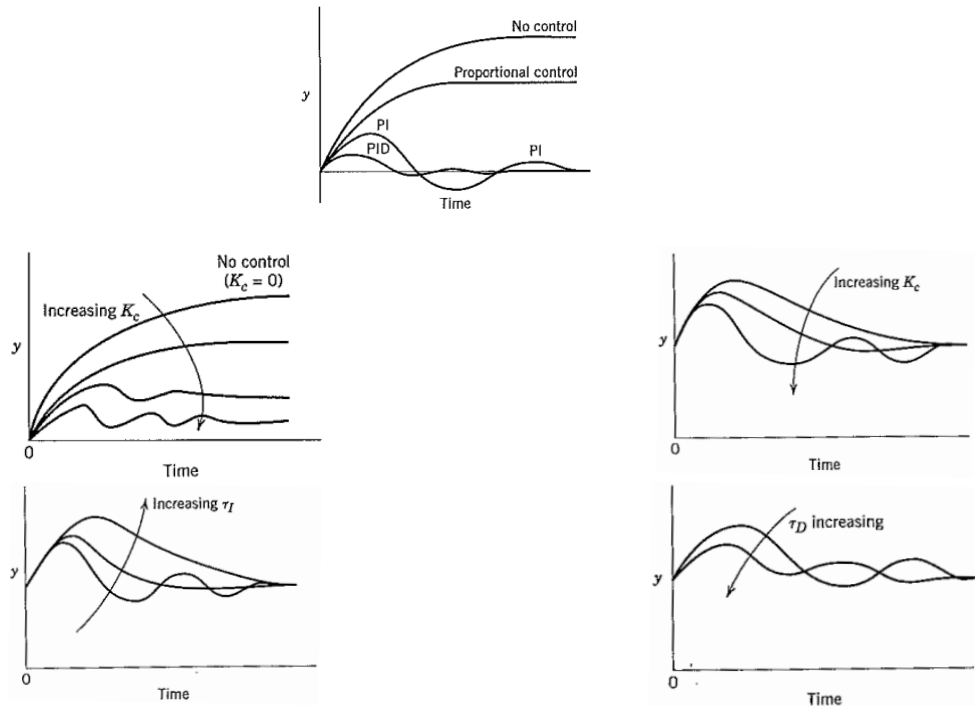 No control
Proportional control
y
PI
PID
PI
Time
No control
(K_c = 0)
Increasing K_c
y
0
Time
Increasing K_c
y
0
Time
Increasing τ_I
y
0
Time
τ_D increasing
y
0
Time